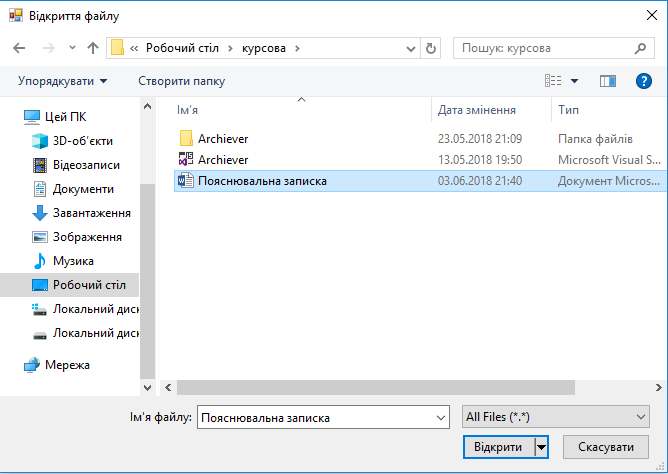 Відкриття файлу
« Робочий стіл › курсова ›
Пошук: курсова
Упорядкувати
Створити папку
?
Ім’я
Дата змінення
Тип
Цей ПК
3D-об’єкти
Відеозаписи
Документи
Завантаження
Зображення
Музика
Робочий стіл
Локальний диск
Локальний диск
Мережа
Archiever 23.05.2018 21:09 Папка файлів
Archiever 13.05.2018 19:50 Microsoft Visual S...
Пояснювальна записка 03.06.2018 21:40 Документ Micros...
Ім'я файлу: Пояснювальна записка
All Files (*.*)
Відкрити
Скасувати